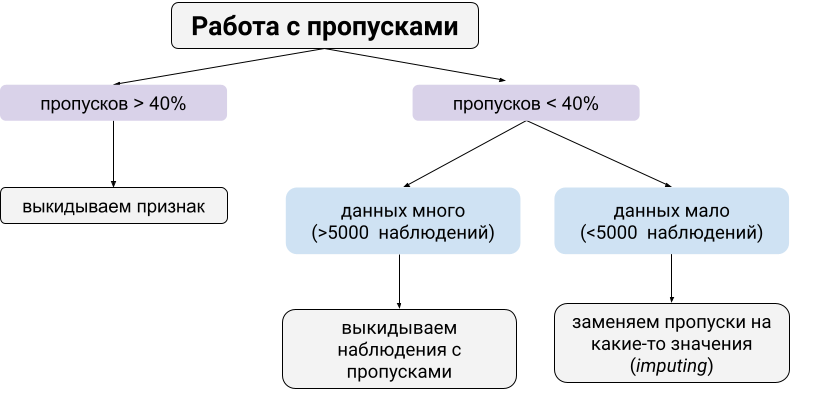 Работа с пропусками
пропусков > 40%
пропусков < 40%
выкидываем признак
данных много
(>5000 наблюдений)
данных мало
(<5000 наблюдений)
выкидываем
наблюдения с
пропусками
заменяем пропуски на
какие-то значения
(imputing)